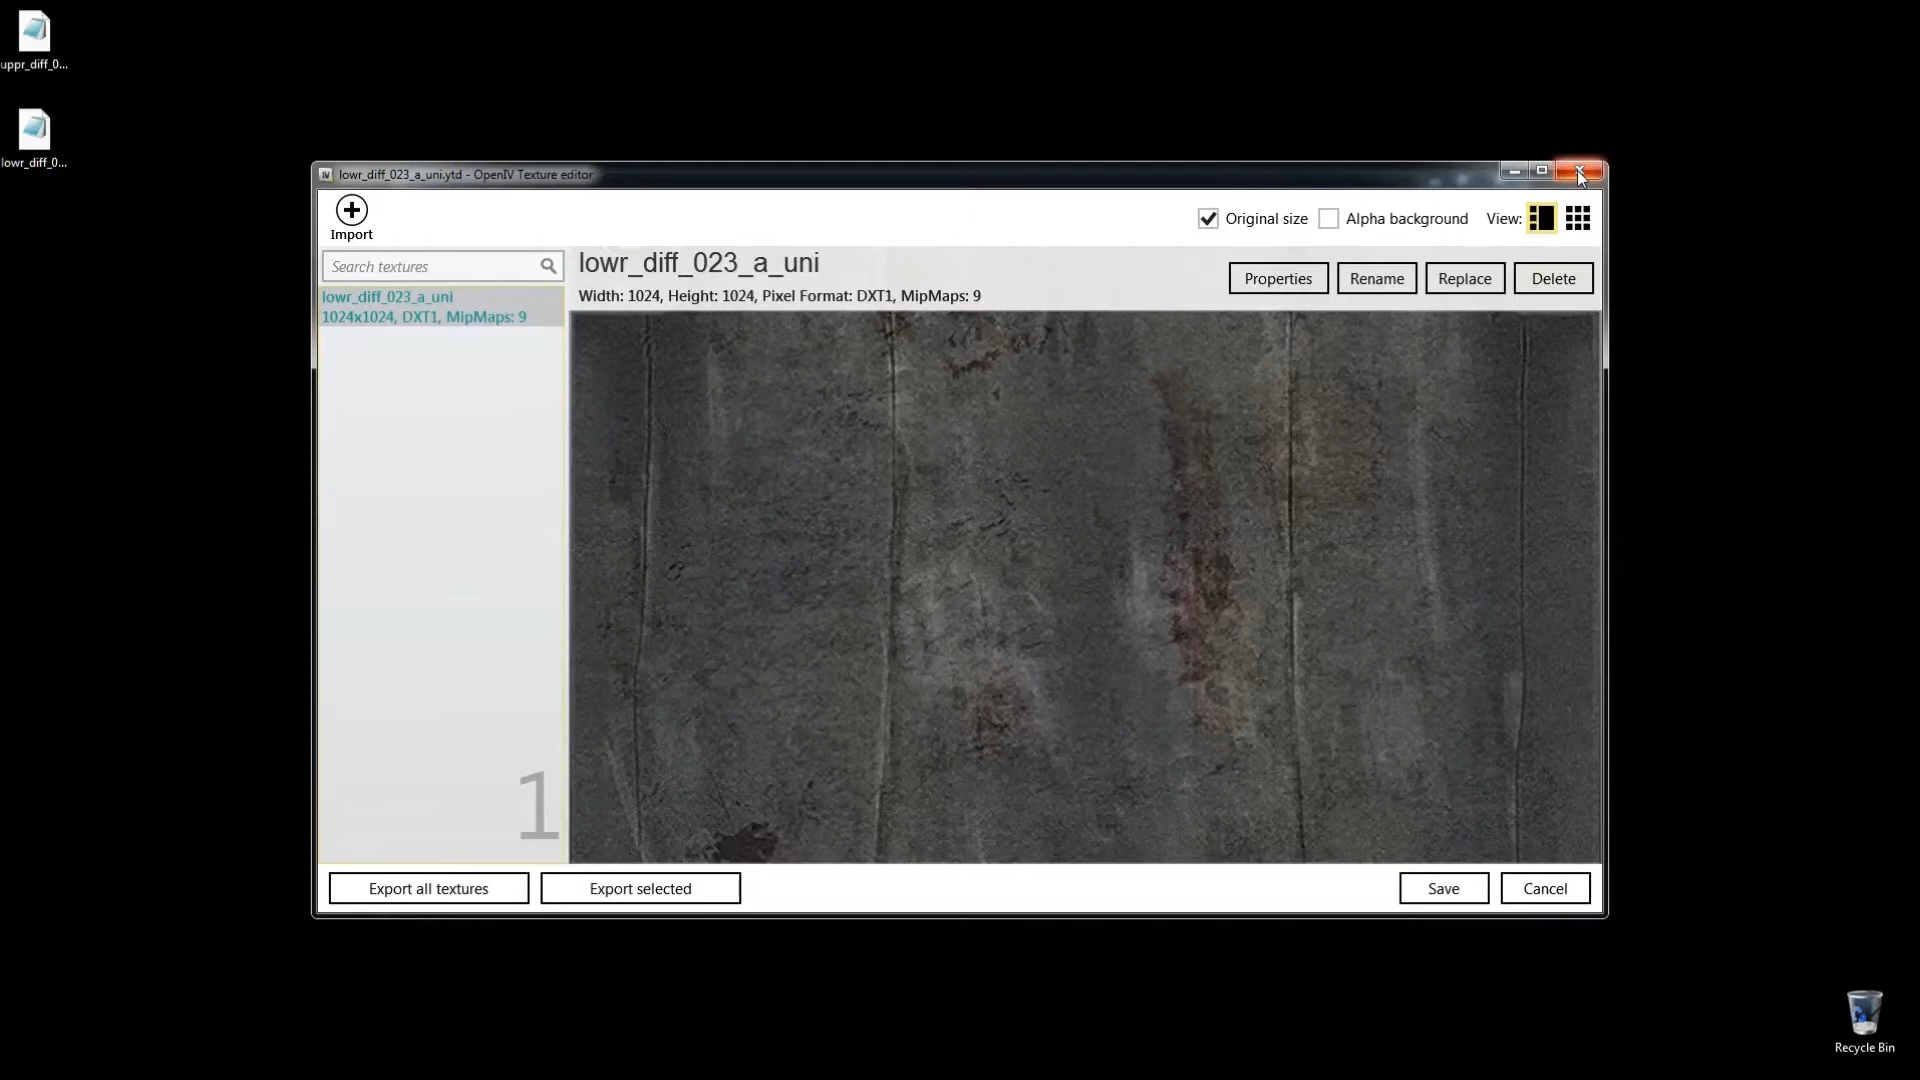 uppr_diff_0...
lowr_diff_0...
lowr_diff_023_a_uni.ytd - OpenIV Texture editor
Import
Original size
Alpha background
View:
Search textures
lowr_diff_023_a_uni
1024x1024, DXT1, MipMaps: 9
1
lowr_diff_023_a_uni
Width: 1024, Height: 1024, Pixel Format: DXT1, MipMaps: 9
Properties
Rename
Replace
Delete
Export all textures
Export selected
Save
Cancel
Recycle Bin